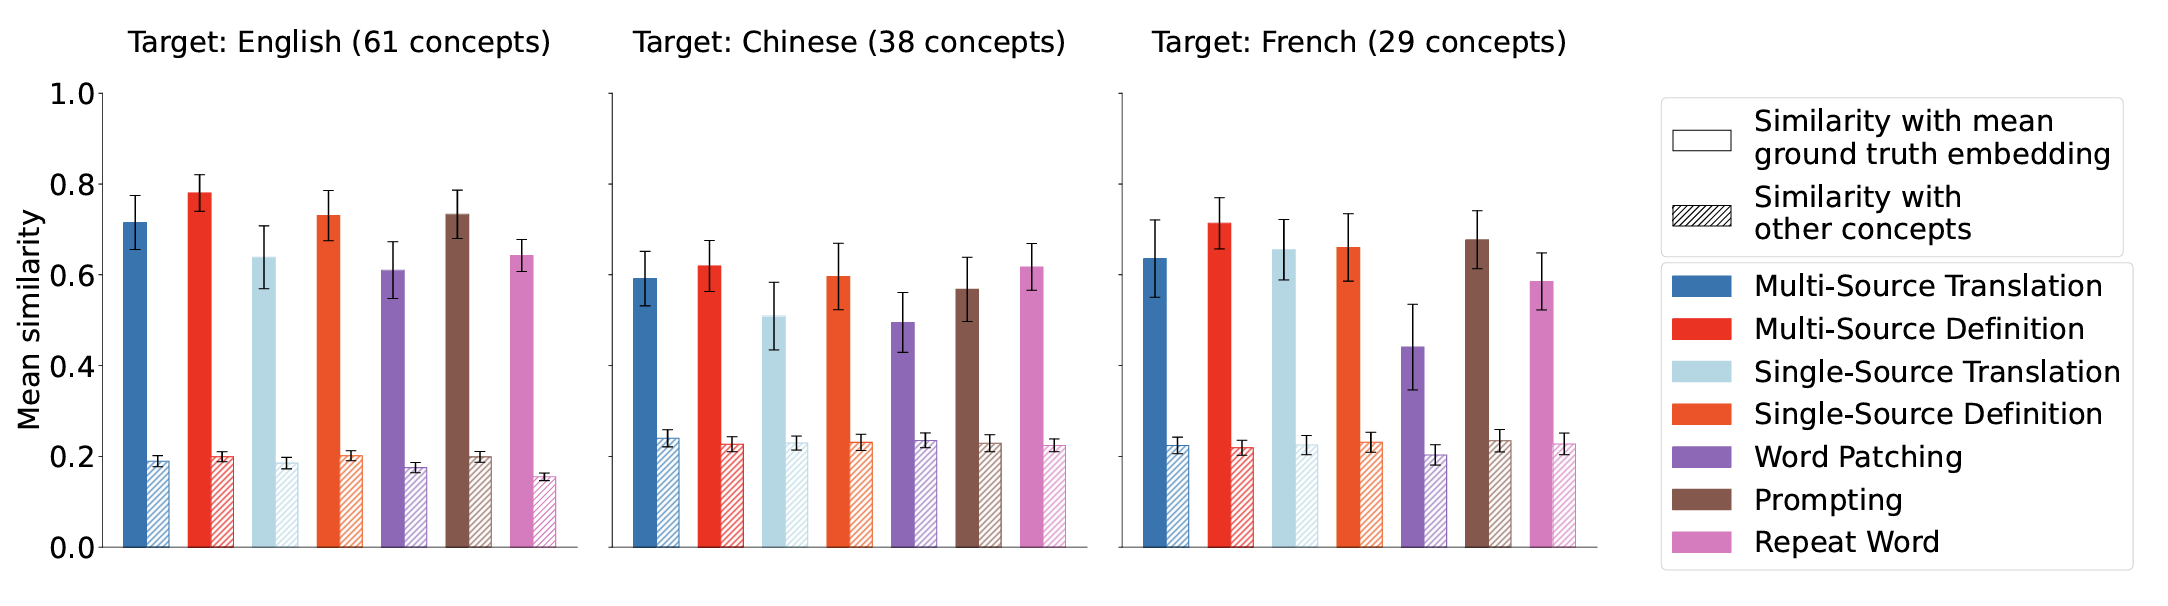 Target: English (61 concepts)
Target: Chinese (38 concepts)
Target: French (29 concepts)
Mean similarity
1.0
0.8
0.6
0.4
0.2
0.0
Similarity with mean
ground truth embedding
Similarity with
other concepts
Multi-Source Translation
Multi-Source Definition
Single-Source Translation
Single-Source Definition
Word Patching
Prompting
Repeat Word